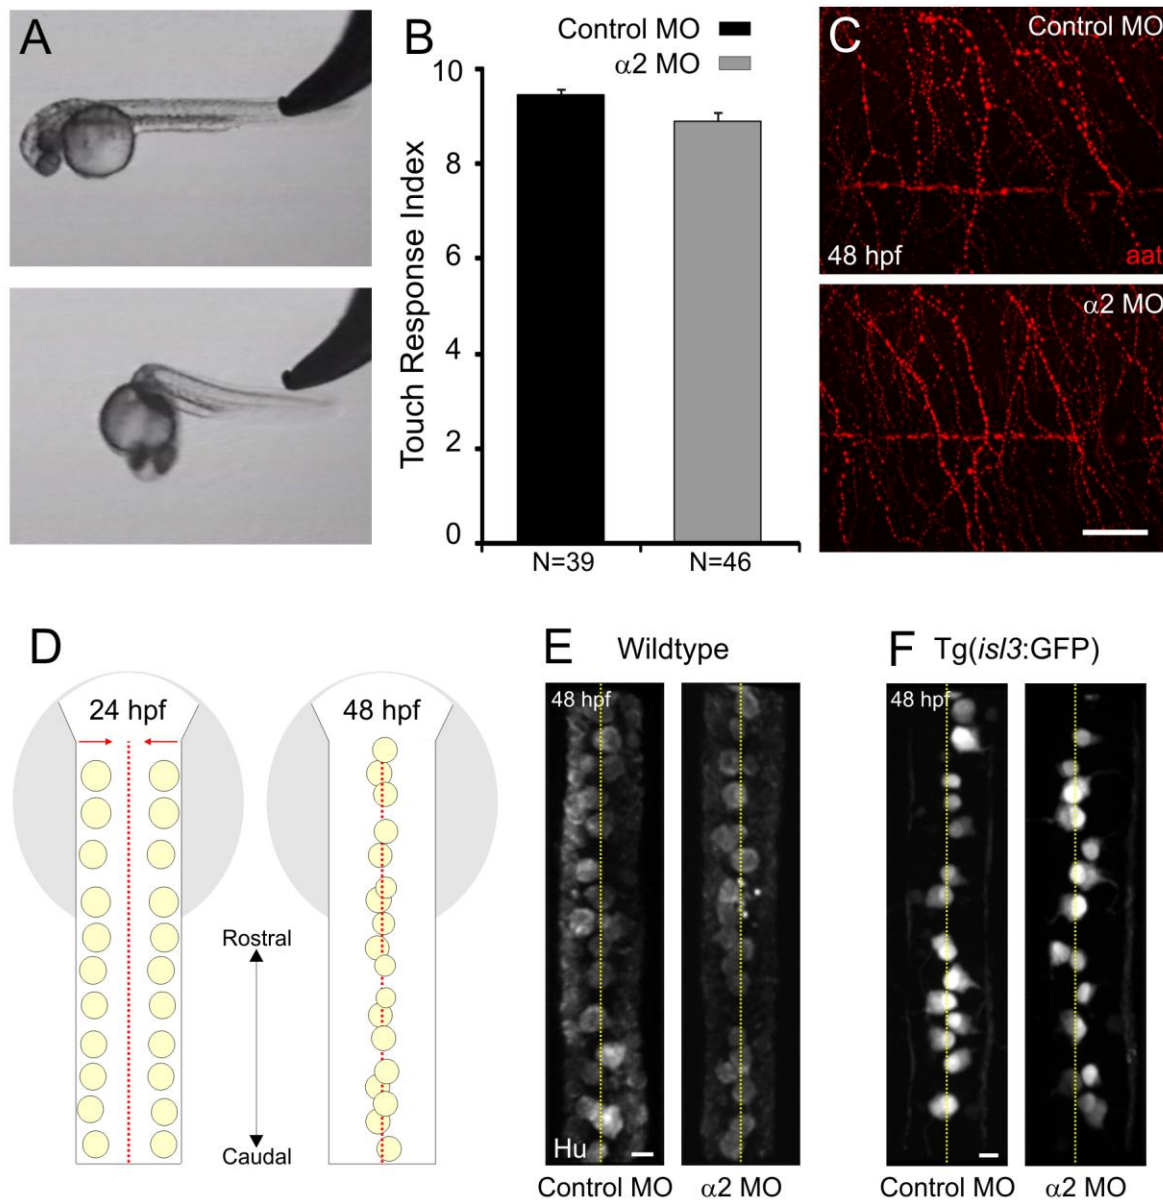 A
B
Control MO
α2 MO
Touch Response Index
10
8
6
4
2
0
N=39
N=46
C
Control MO
48 hpf
aat
α2 MO
D
24 hpf
48 hpf
Rostral
Caudal
E
Wildtype
48 hpf
Hu
Control MO
α2 MO
F
Tg(isl3:GFP)
48 hpf
Control MO
α2 MO